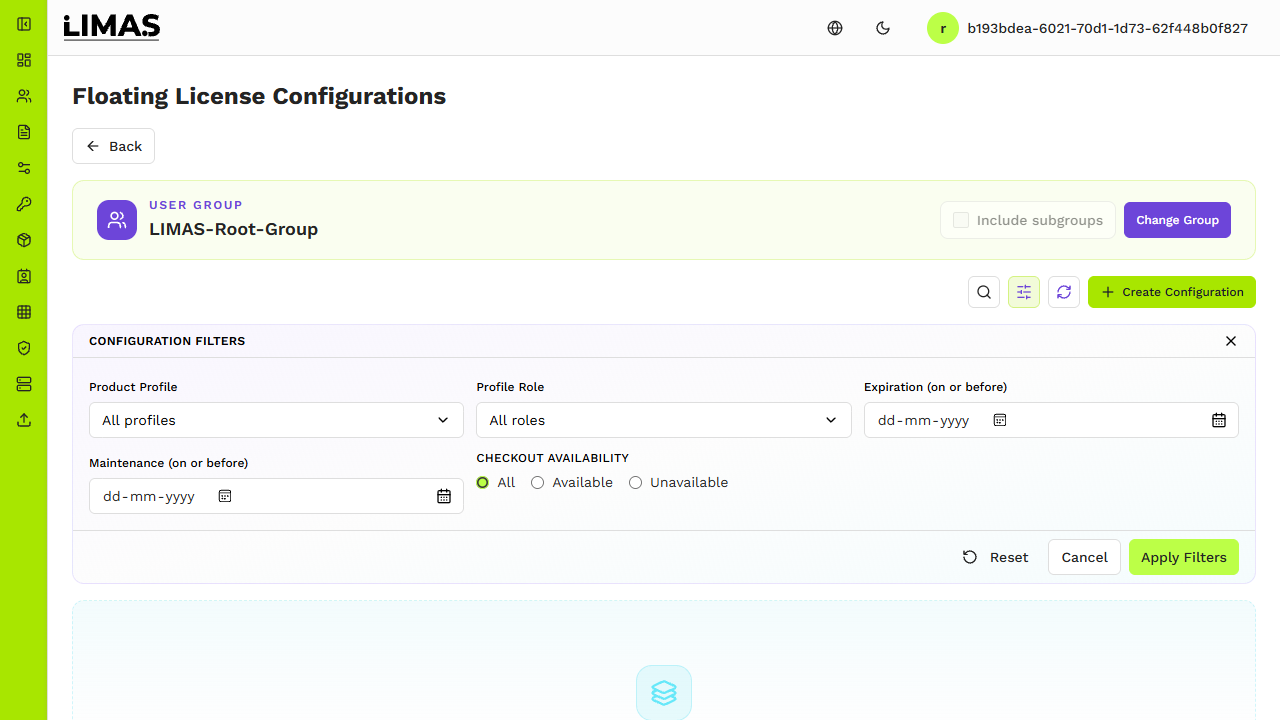 LIMAS
r
b193bdea-6021-70d1-1d73-62f448b0f827
Floating License Configurations
Back
USER GROUP
LIMAS-Root-Group
Include subgroups
Change Group
Create Configuration
CONFIGURATION FILTERS
Product Profile
Profile Role
Expiration (on or before)
All profiles
All roles
dd-mm-yyyy
Maintenance (on or before)
CHECKOUT AVAILABILITY
dd-mm-yyyy
All
Available
Unavailable
Reset
Cancel
Apply Filters